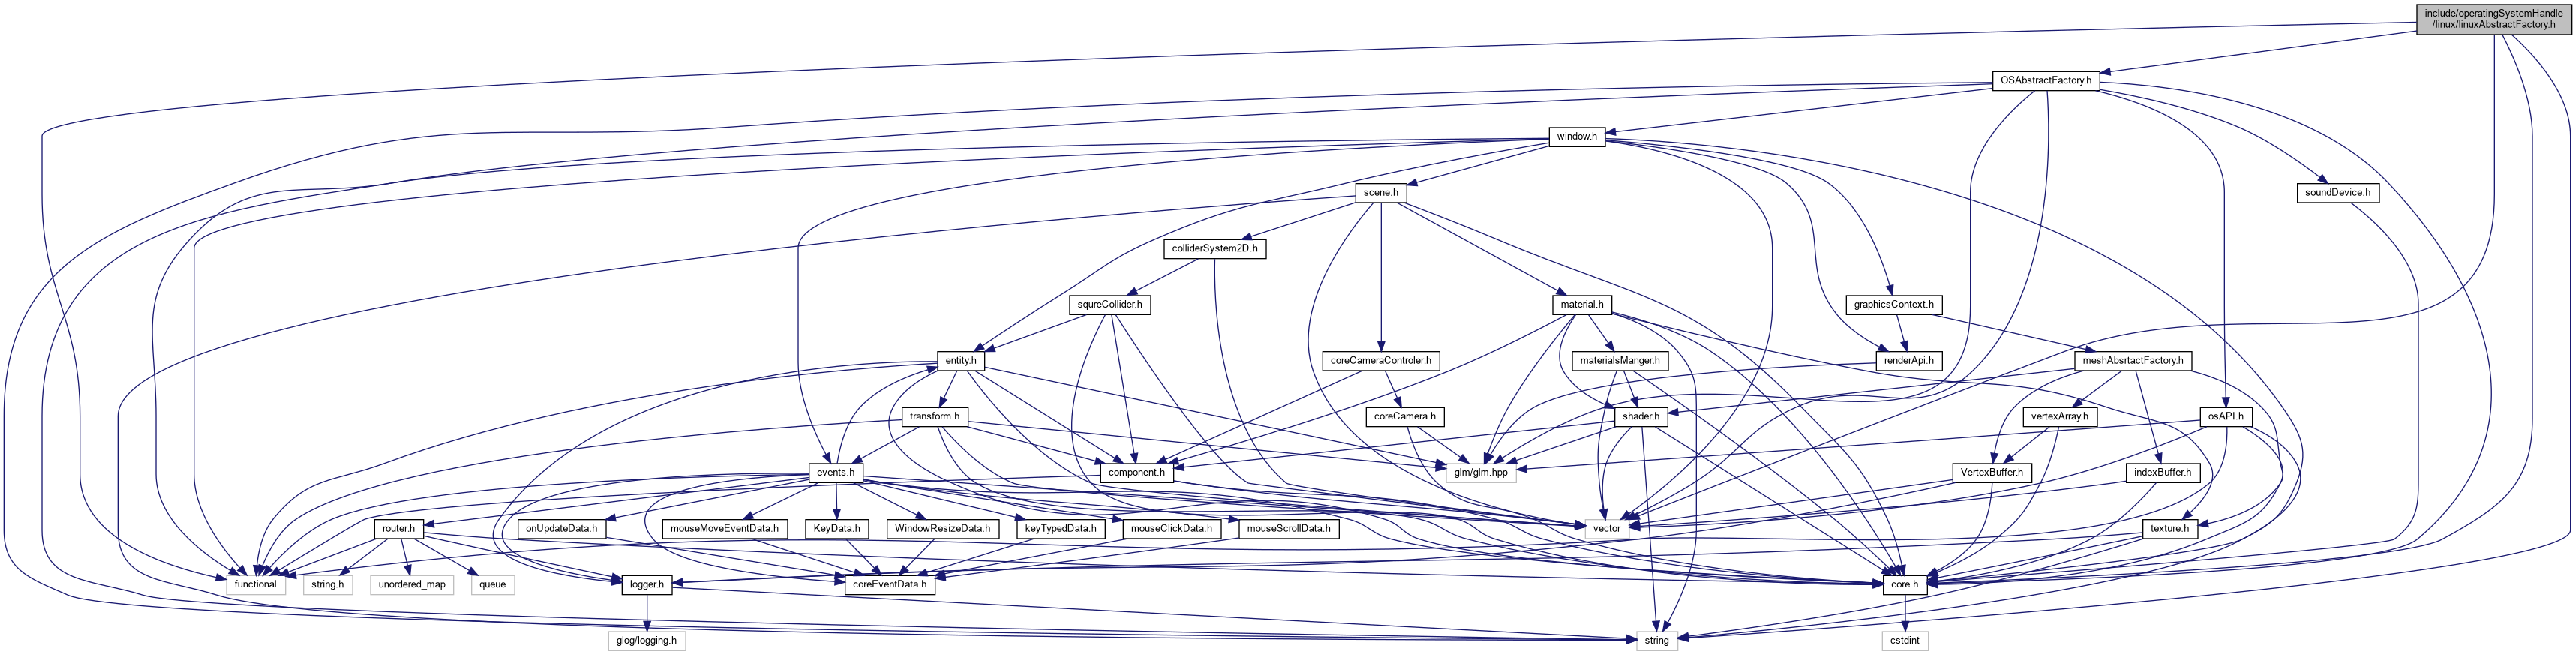 include/operatingSystemHandle
/linux/linuxAbstractFactory.h
OSAbstractFactory.h
window.h
scene.h
soundDevice.h
colliderSystem2D.h
squreCollider.h
material.h
graphicsContext.h
entity.h
coreCameraControler.h
materialsManger.h
renderApi.h
meshAbsrtactFactory.h
transform.h
coreCamera.h
shader.h
vertexArray.h
osAPI.h
events.h
component.h
glm/glm.hpp
VertexBuffer.h
indexBuffer.h
router.h
onUpdateData.h
mouseMoveEventData.h
KeyData.h
WindowResizeData.h
keyTypedData.h
mouseClickData.h
mouseScrollData.h
vector
texture.h
functional
string.h
unordered_map
queue
logger.h
coreEventData.h
core.h
glog/logging.h
string
cstdint